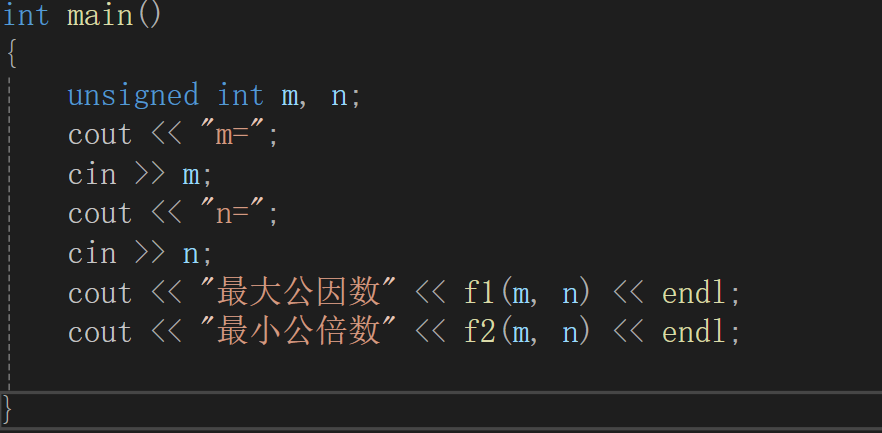 int main()
{
unsigned int m, n;
cout << "m=";
cin >> m;
cout << "n=";
cin >> n;
cout << "最大公因数" << f1(m, n) << endl;
cout << "最小公倍数" << f2(m, n) << endl;
}